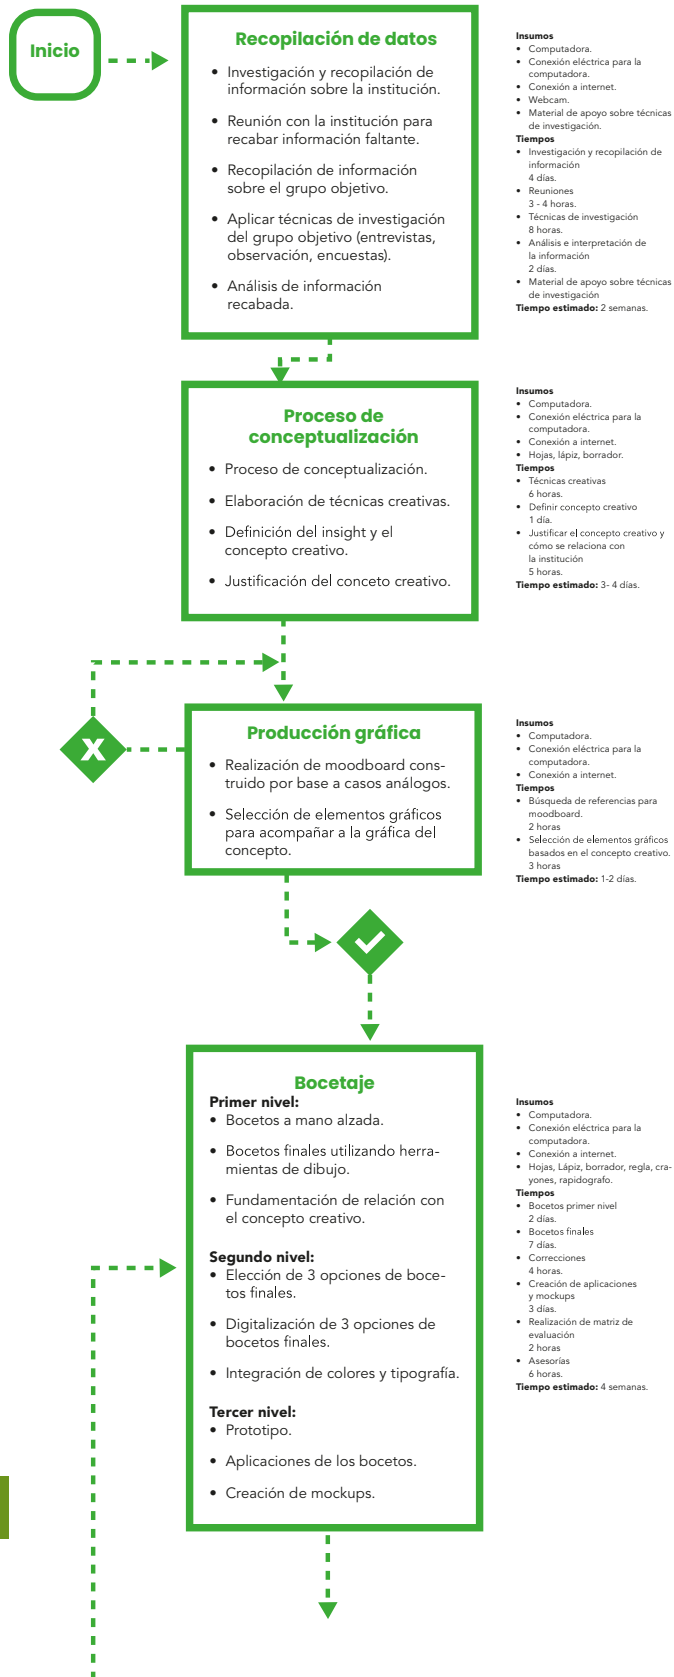 Inicio
Recopilación de datos
• Investigación y recopilación de
información sobre la institución.
• Reunión con la institución para
recabar información faltante.
• Recopilación de información
sobre el grupo objetivo.
• Aplicar técnicas de investigación
del grupo objetivo (entrevistas,
observación, encuestas).
• Análisis de información
recabada.
Insumos
• Computadora.
• Conexión eléctrica para la
computadora.
• Conexión a internet.
• Webcam.
• Material de apoyo sobre técnicas
de investigación.
Tiempos
• Investigación y recopilación de
información
4 días.
• Reuniones
3 - 4 horas.
• Técnicas de investigación
8 horas.
• Análisis e interpretación de
la información
2 días.
• Material de apoyo sobre técnicas
de investigación
Tiempo estimado: 2 semanas.
Proceso de
conceptualización
• Proceso de conceptualización.
• Elaboración de técnicas creativas.
• Definición del insight y el
concepto creativo.
• Justificación del conceto creativo.
Insumos
• Computadora.
• Conexión eléctrica para la
computadora.
• Conexión a internet.
• Hojas, lápiz, borrador.
Tiempos
• Técnicas creativas
6 horas.
• Definir concepto creativo
1 día.
• Justificar el concepto creativo y
cómo se relaciona con
la institución
5 horas.
Tiempo estimado: 3- 4 días.
X
Producción gráfica
• Realización de moodboard cons-
truido por base a casos análogos.
• Selección de elementos gráficos
para acompañar a la gráfica del
concepto.
Insumos
• Computadora.
• Conexión eléctrica para la
computadora.
• Conexión a internet.
Tiempos
• Búsqueda de referencias para
moodboard.
2 horas
• Selección de elementos gráficos
basados en el concepto creativo.
3 horas
Tiempo estimado: 1-2 días.
Bocetaje
Primer nivel:
• Bocetos a mano alzada.
• Bocetos finales utilizando herra-
mientas de dibujo.
• Fundamentación de relación con
el concepto creativo.
Segundo nivel:
• Elección de 3 opciones de boce-
tos finales.
• Digitalización de 3 opciones de
bocetos finales.
• Integración de colores y tipografía.
Tercer nivel:
• Prototipo.
• Aplicaciones de los bocetos.
• Creación de mockups.
Insumos
• Computadora.
• Conexión eléctrica para la
computadora.
• Conexión a internet.
• Hojas, Lápiz, borrador, regla, cra-
yones, rapidografo.
Tiempos
• Bocetos primer nivel
2 días.
• Bocetos finales
7 días.
• Correcciones
4 horas.
• Creación de aplicaciones
y mockups
3 días.
• Realización de matriz de
evaluación
2 horas
• Asesorías
6 horas.
Tiempo estimado: 4 semanas.